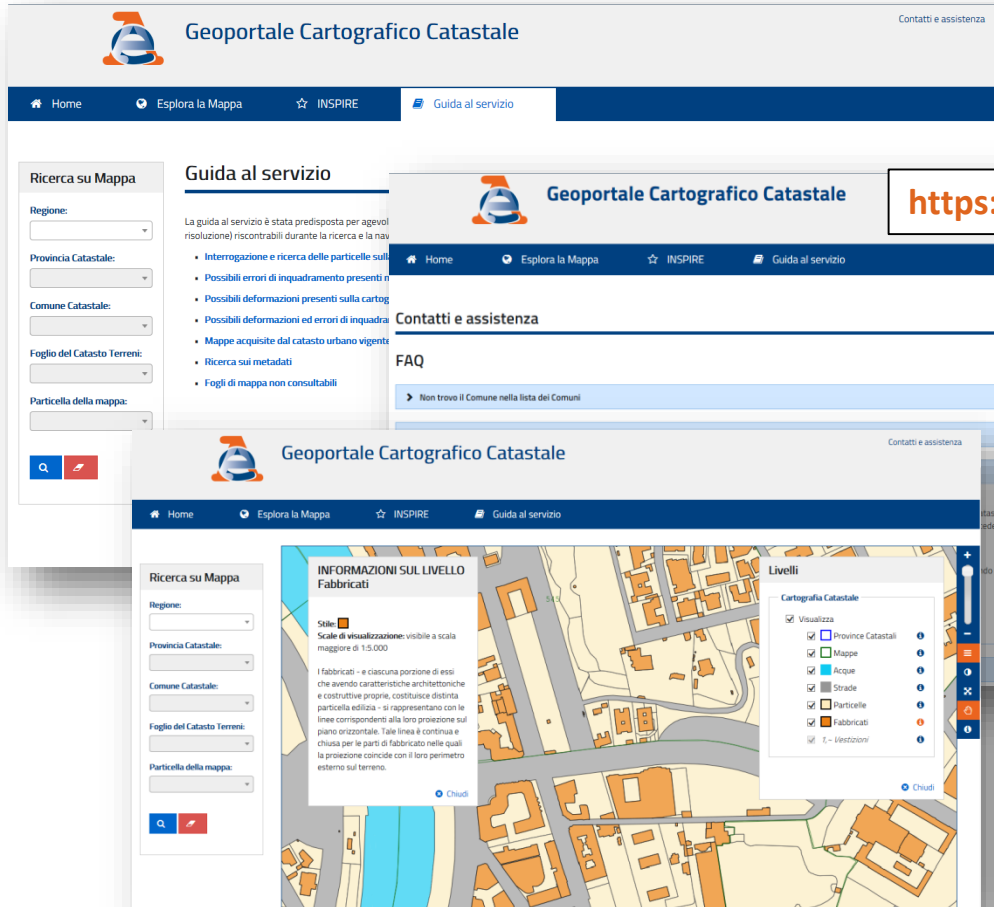 Geoportale Cartografico Catastale
Contatti e assistenza
Home
Esplora la Mappa
INSPIRE
Guida al servizio
Ricerca su Mappa
Regione:
Provincia Catastale:
Comune Catastale:
Foglio del Catasto Terreni:
Particella della mappa:
Guida al servizio
La guida al servizio è stata predisposta per agevol
risoluzione) riscontrabili durante la ricerca e la nav
Interrogazione e ricerca delle particelle sull
Possibili errori di inquadramento presenti n
Possibili deformazioni presenti sulla cartog
Possibili deformazioni ed errori di inquadra
Mappe acquisite dal catasto urbano vigente
Ricerca sui metadati
Fogli di mappa non consultabili
Geoportale Cartografico Catastale
https:
Home
Esplora la Mappa
INSPIRE
Guida al servizio
Contatti e assistenza
FAQ
Non trovo il Comune nella lista dei Comuni
Geoportale Cartografico Catastale
Contatti e assistenza
Home
Esplora la Mappa
INSPIRE
Guida al servizio
Ricerca su Mappa
Regione:
Provincia Catastale:
Comune Catastale:
Foglio del Catasto Terreni:
Particella della mappa:
INFORMAZIONI SUL LIVELLO
Fabbricati
Stile:
Scale di visualizzazione: visibile a scala
maggiore di 1:5.000
I fabbricati - e ciascuna porzione di essi
che avendo caratteristiche architettoniche
e costruttive proprie, costituisce distinta
particella edilizia - si rappresentano con le
linee corrispondenti alla loro proiezione sul
piano orizzontale. Tale linea è continua e
chiusa per le parti di fabbricato nelle quali
la proiezione coincide con il loro perimetro
esterno sul terreno.
Chiudi
Livelli
Cartografia Catastale
Visualizza
Province Catastali
Mappe
Acque
Strade
Particelle
Fabbricati
1,~ Vestizioni
Chiudi